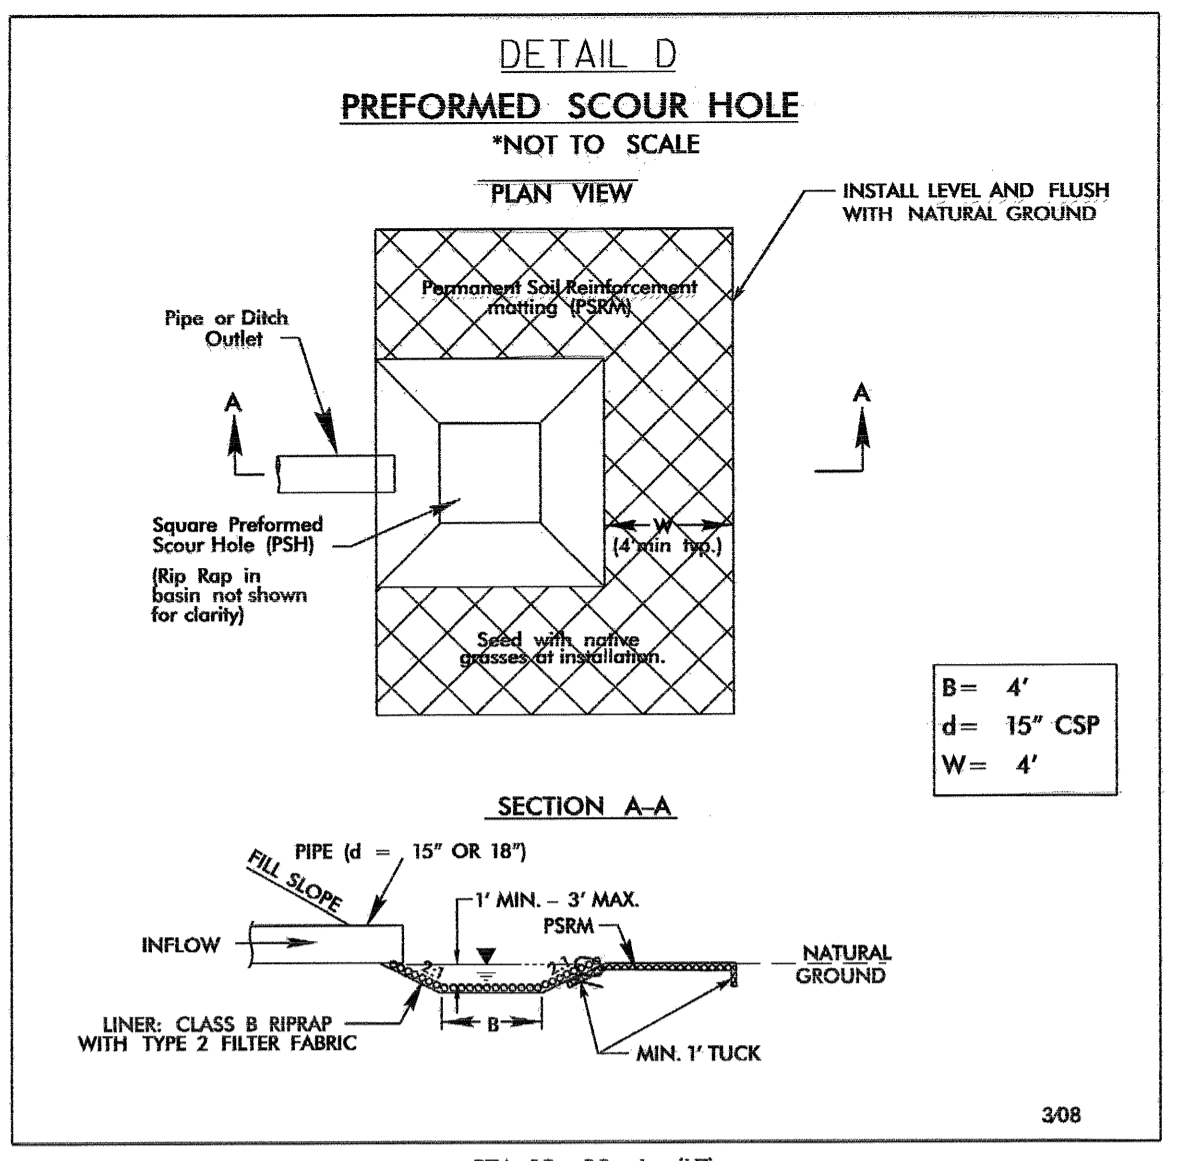 DETAIL D
PREFORMED SCOUR HOLE
*NOT TO SCALE
PLAN VIEW
INSTALL LEVEL AND FLUSH
WITH NATURAL GROUND
Permanent Soil Reinforcement
matting (PSRM)
Pipe or Ditch
Outlet
A
A
Square Preformed
Scour Hole (PSH)
(Rip Rap in
basin not shown
for clarity)
W
(4'min typ.)
Seed with native
grasses at installation.
B= 4'
d= 15" CSP
W= 4'
SECTION A-A
PIPE (d = 15" OR 18")
FILL SLOPE
1' MIN. - 3' MAX.
PSRM
INFLOW
NATURAL
GROUND
2:1
B
LINER: CLASS B RIPRAP
WITH TYPE 2 FILTER FABRIC
MIN. 1' TUCK
3/08